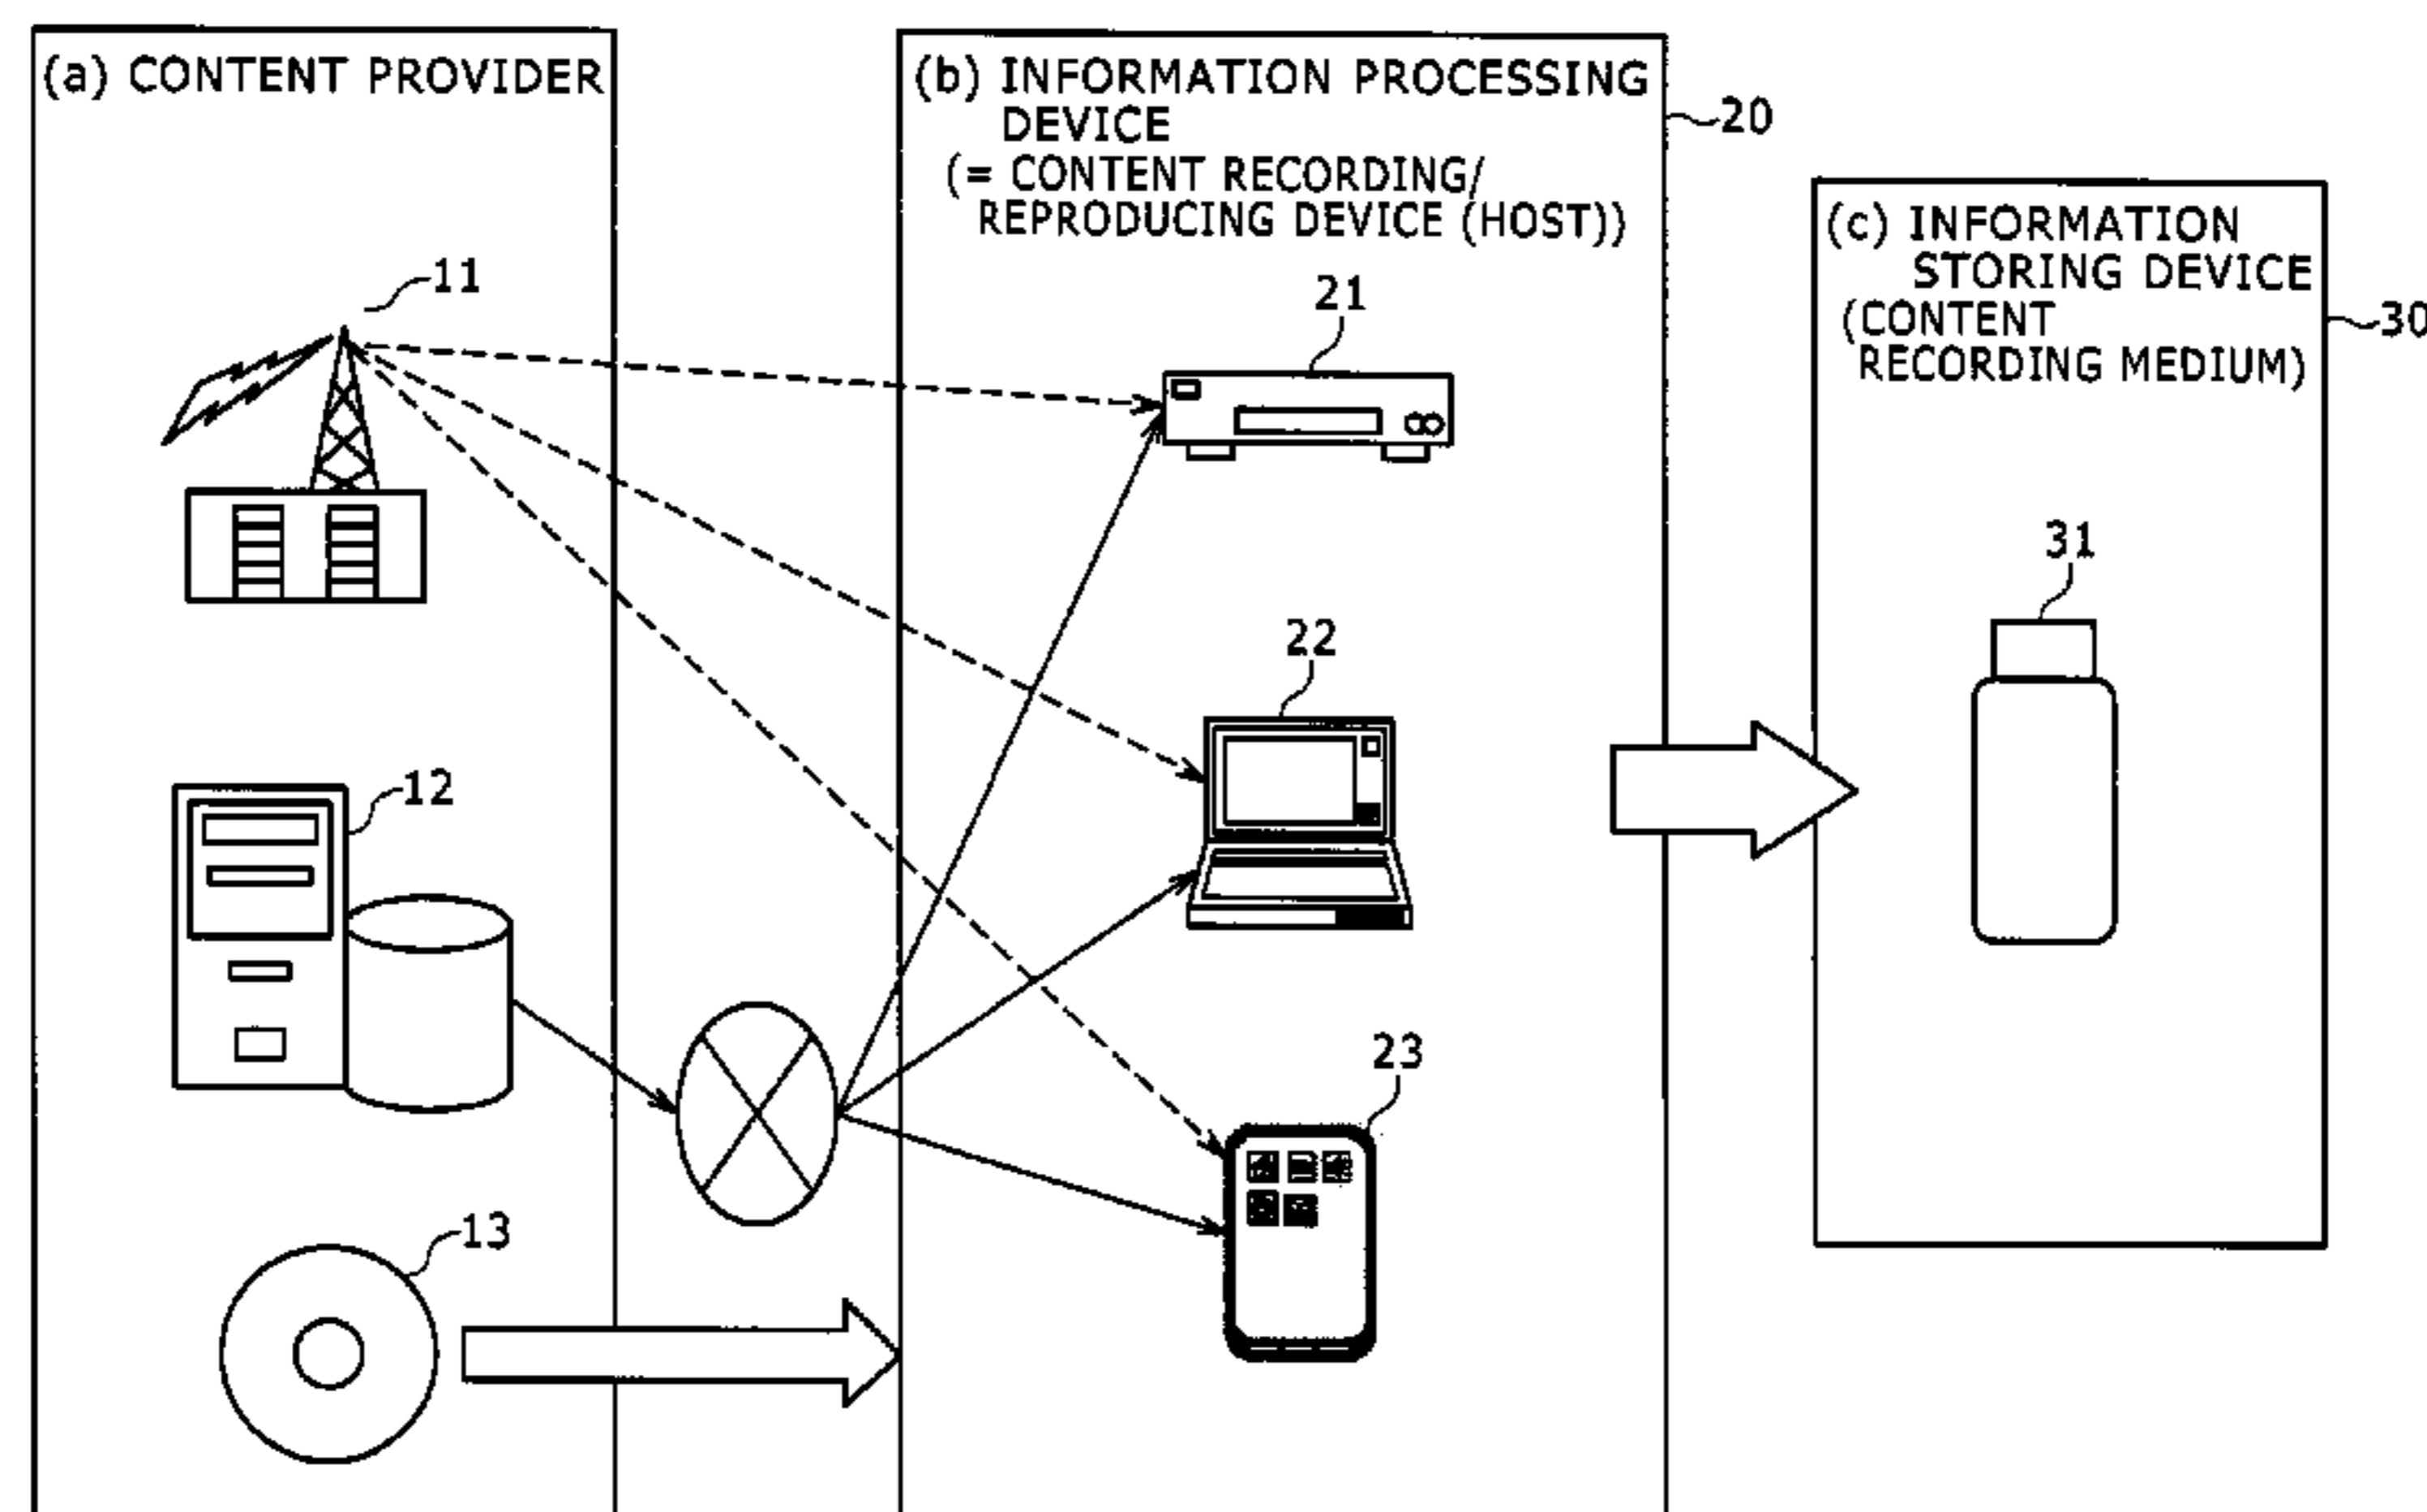 (a) CONTENT PROVIDER
11
12
13
(b) INFORMATION PROCESSING
DEVICE
(= CONTENT RECORDING/
REPRODUCING DEVICE (HOST))
20
21
22
23
(c) INFORMATION
STORING DEVICE
(CONTENT
RECORDING MEDIUM)
30
31